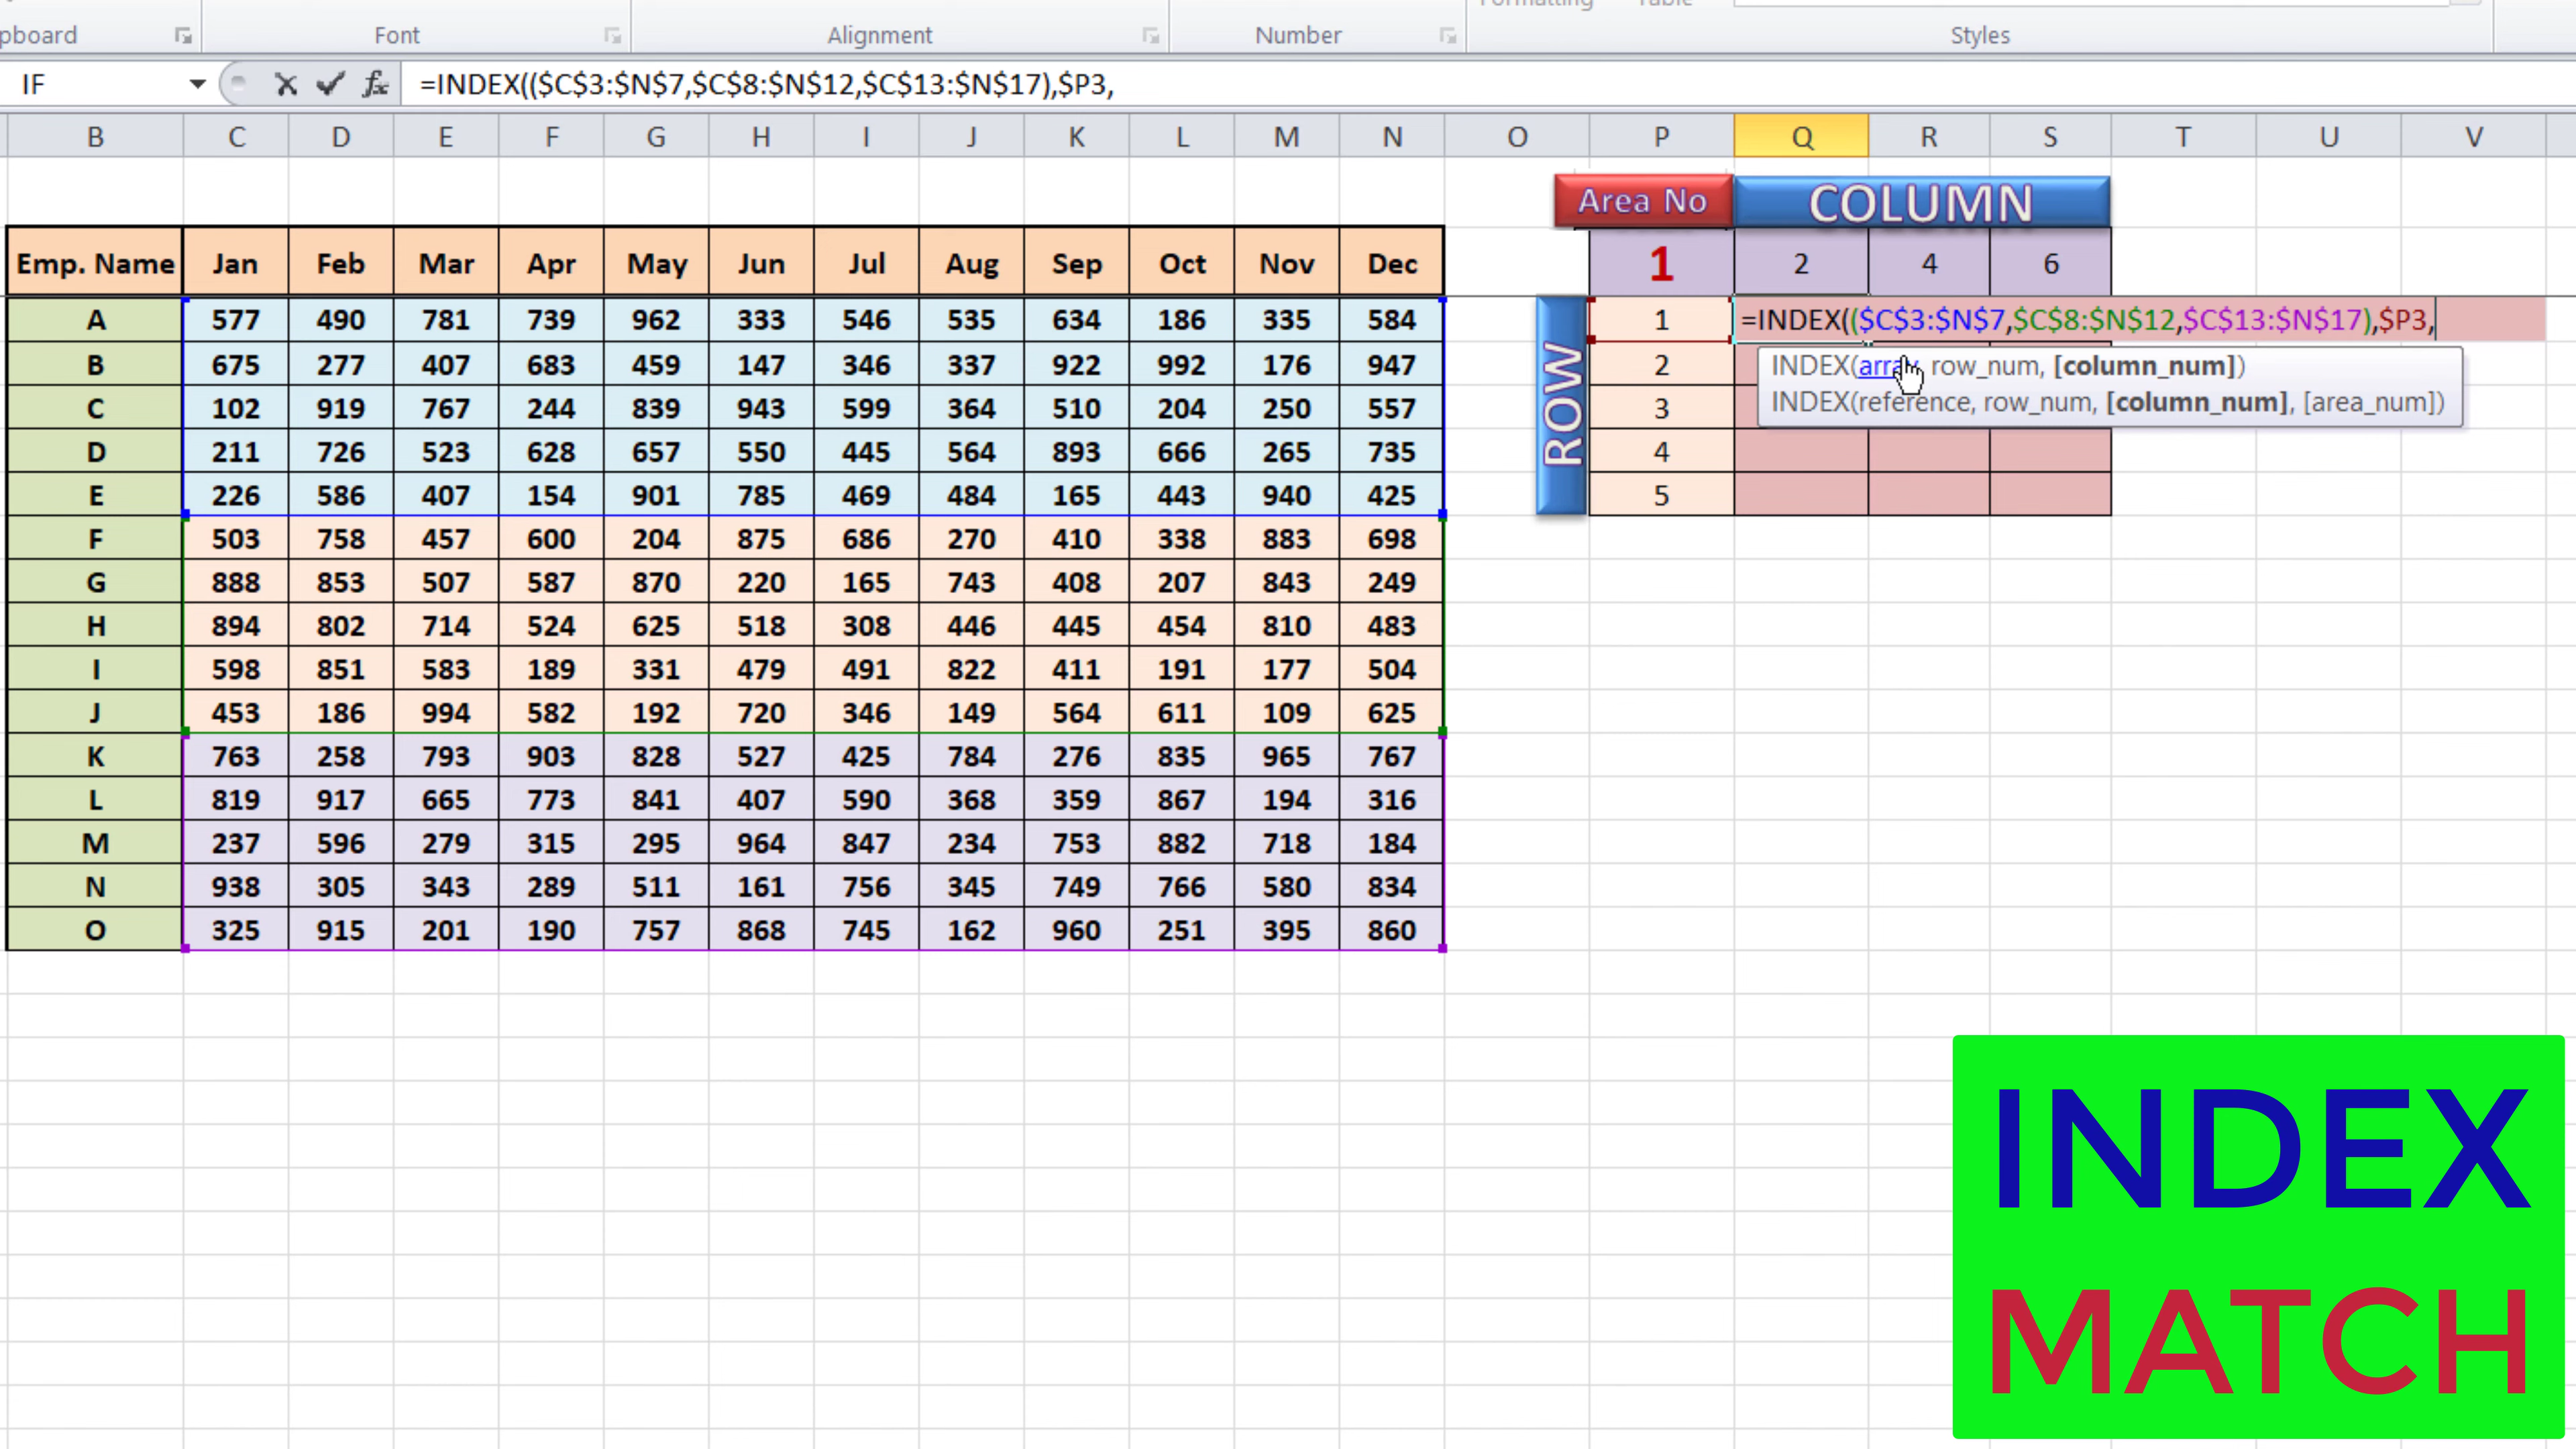 Formatting Table
pboard Font Alignment Number Styles
IF fx =INDEX(($C$3:$N$7,$C$8:$N$12,$C$13:$N$17),$P3,
B C D E F G H I J K L M N O P Q R S T U V
Area No COLUMN
Emp. Name Jan Feb Mar Apr May Jun Jul Aug Sep Oct Nov Dec 1 2 4 6
A 577 490 781 739 962 333 546 535 634 186 335 584 1 =INDEX(($C$3:$N$7,$C$8:$N$12,$C$13:$N$17),$P3,
B 675 277 407 683 459 147 346 337 922 992 176 947 2 INDEX(array, row_num, [column_num])
INDEX(reference, row_num, [column_num], [area_num])
C 102 919 767 244 839 943 599 364 510 204 250 557 3
ROW
D 211 726 523 628 657 550 445 564 893 666 265 735 4
E 226 586 407 154 901 785 469 484 165 443 940 425 5
F 503 758 457 600 204 875 686 270 410 338 883 698
G 888 853 507 587 870 220 165 743 408 207 843 249
H 894 802 714 524 625 518 308 446 445 454 810 483
I 598 851 583 189 331 479 491 822 411 191 177 504
J 453 186 994 582 192 720 346 149 564 611 109 625
K 763 258 793 903 828 527 425 784 276 835 965 767
L 819 917 665 773 841 407 590 368 359 867 194 316
M 237 596 279 315 295 964 847 234 753 882 718 184
N 938 305 343 289 511 161 756 345 749 766 580 834
O 325 915 201 190 757 868 745 162 960 251 395 860
INDEX
MATCH